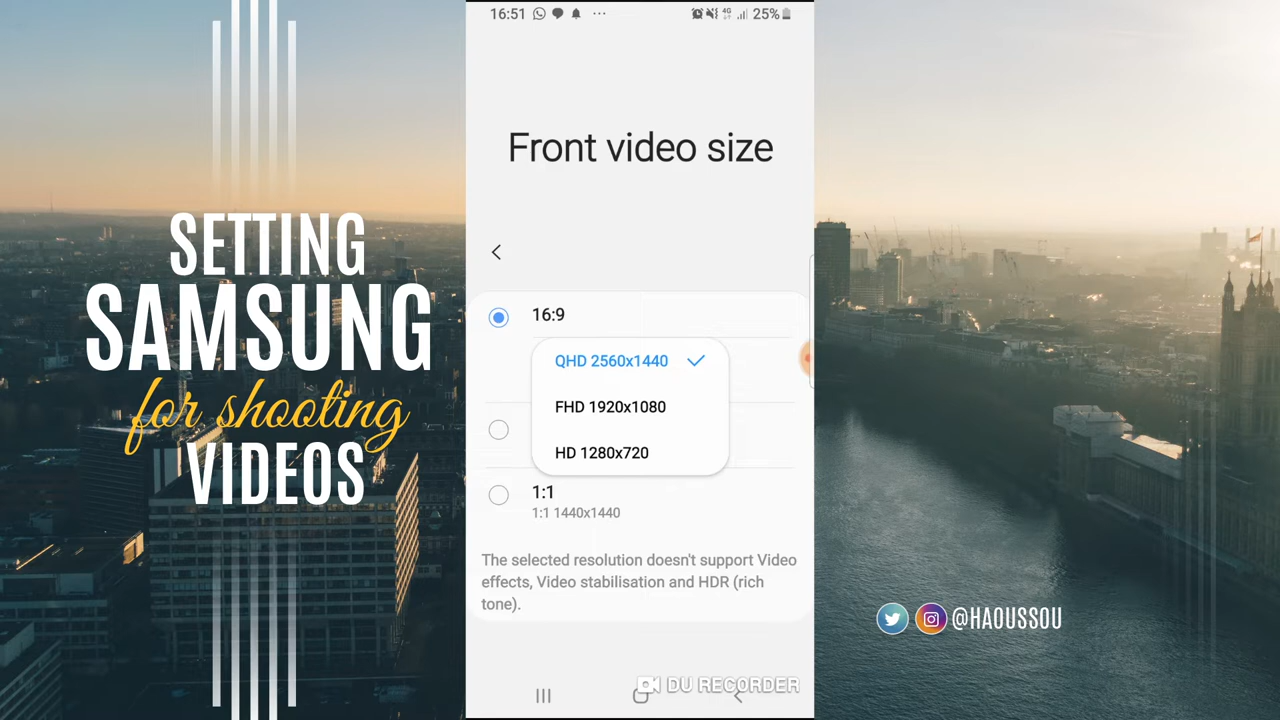 SETTING
SAMSUNG
for shooting
VIDEOS
16:51
4G
25%
Front video size
16:9
QHD 2560x1440
FHD 1920x1080
HD 1280x720
1:1
1:1 1440x1440
The selected resolution doesn't support Video
effects, Video stabilisation and HDR (rich
tone).
DU RECORDER
@HAOUSSOU